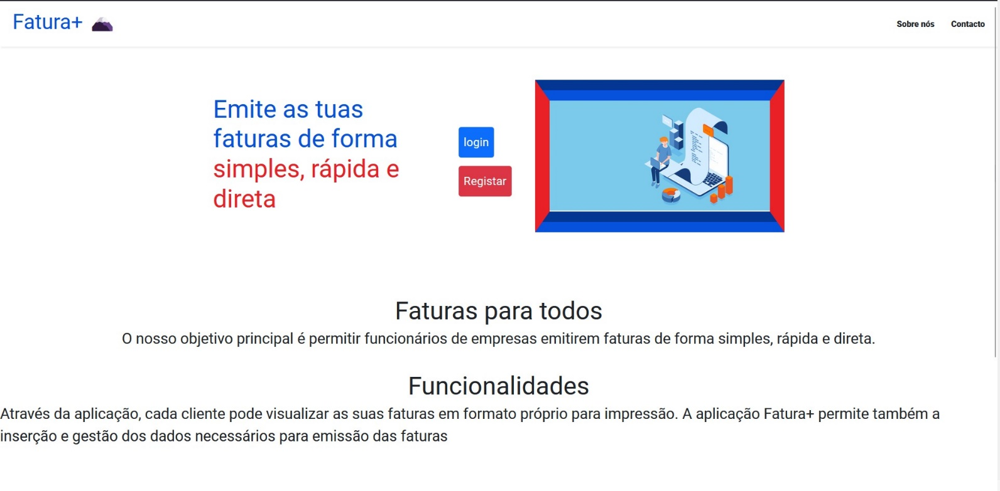 Fatura+
Sobre nós
Contacto
Emite as tuas
faturas de forma
simples, rápida e
direta
login
Registar
Faturas para todos
O nosso objetivo principal é permitir funcionários de empresas emitirem faturas de forma simples, rápida e direta.
Funcionalidades
Através da aplicação, cada cliente pode visualizar as suas faturas em formato próprio para impressão. A aplicação Fatura+ permite também a
inserção e gestão dos dados necessários para emissão das faturas